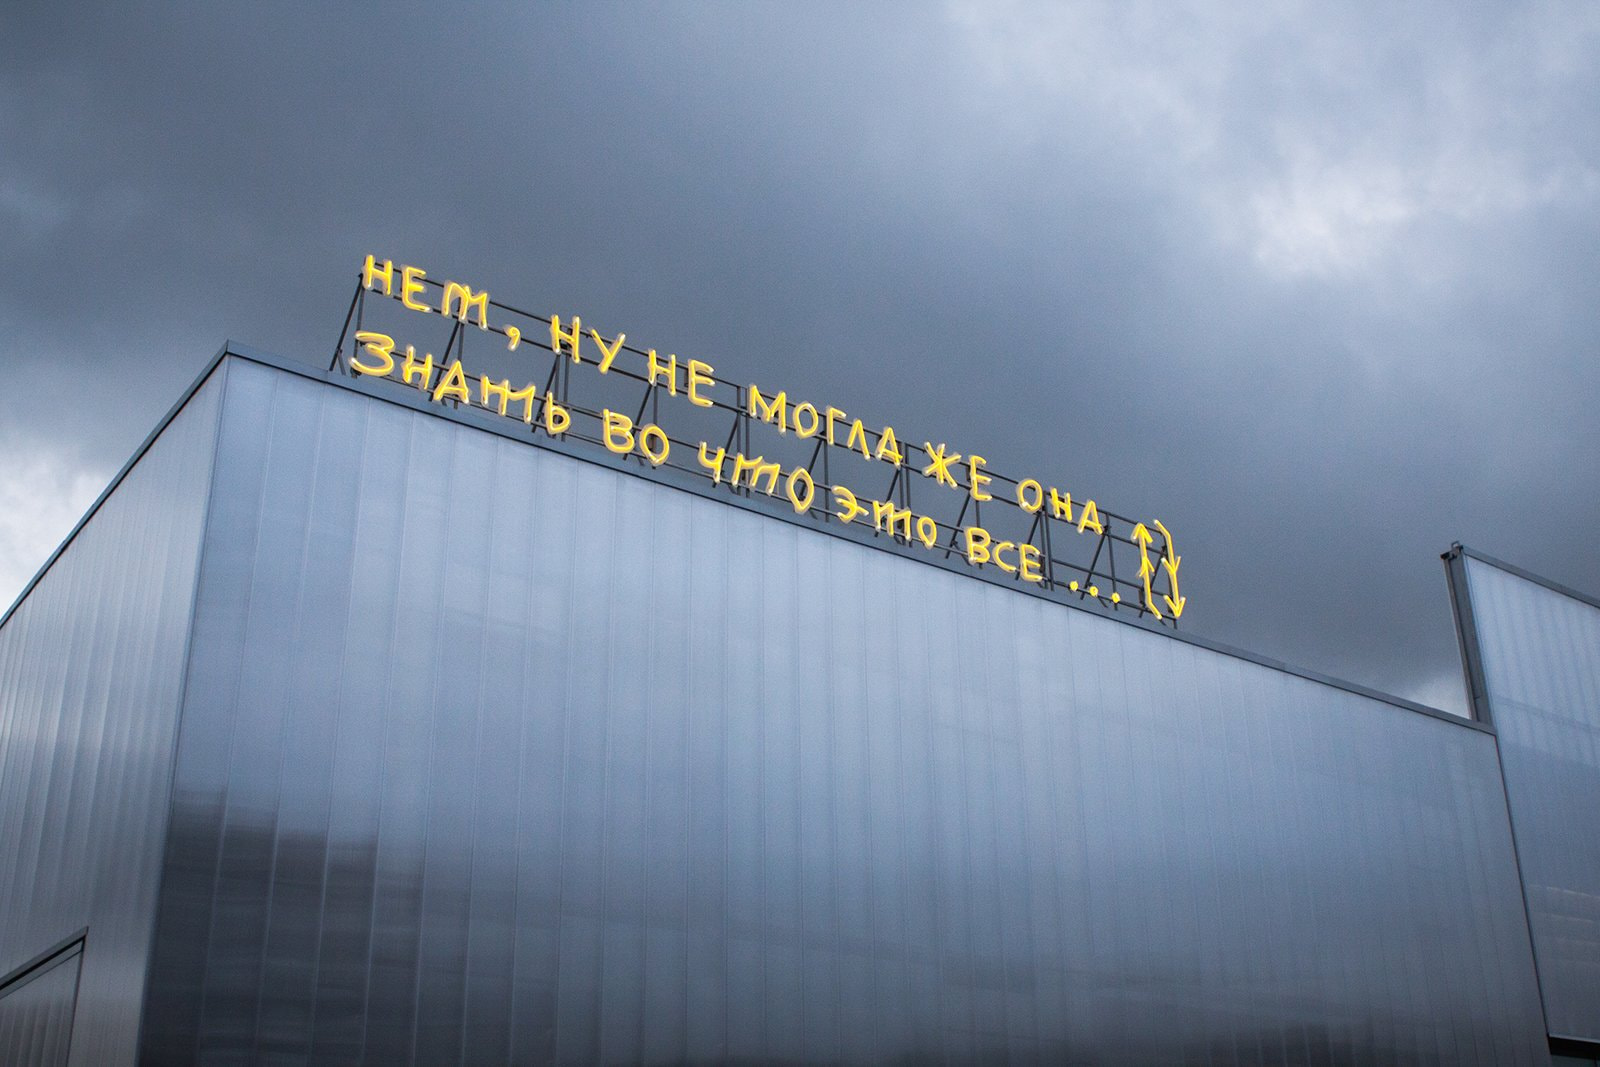 НЕТ, НУ НЕ МОГЛА ЖЕ ОНА
ЗНАТЬ ВО ЧТО ЭТО ВСЕ...